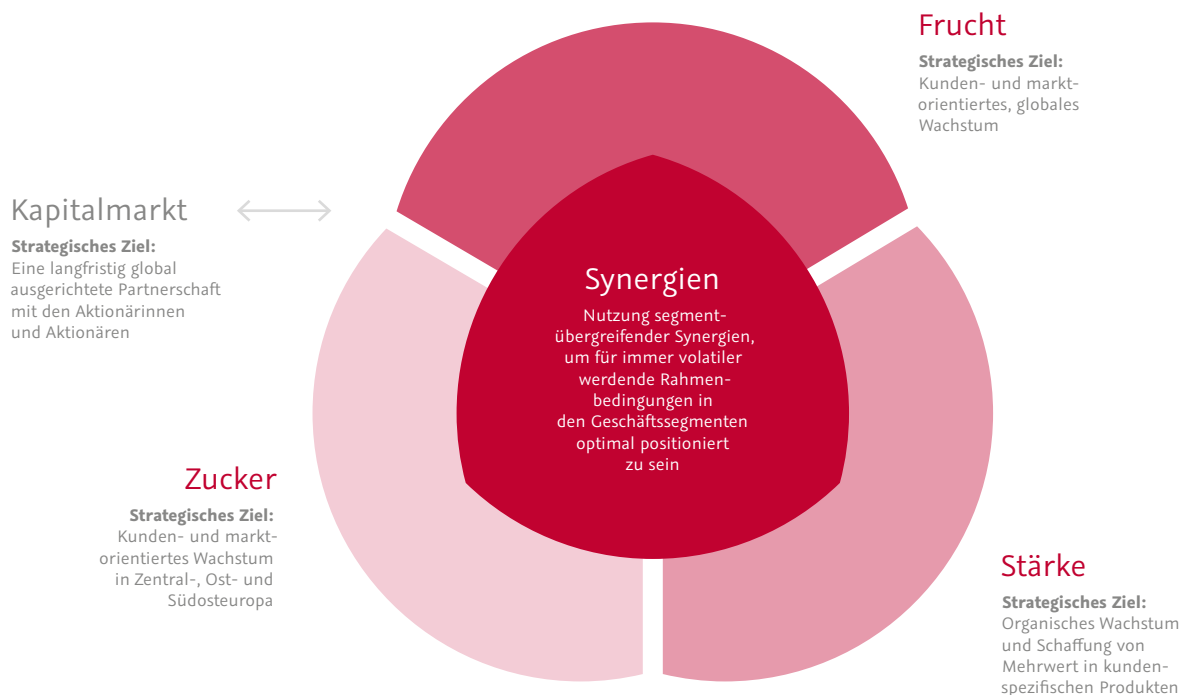 Frucht
Strategisches Ziel:
Kunden- und markt-
orientiertes, globales
Wachstum
Kapitalmarkt
Strategisches Ziel:
Eine langfristig global
ausgerichtete Partnerschaft
mit den Aktionärinnen
und Aktionären
Synergien
Nutzung segment-
übergreifender Synergien,
um für immer volatiler
werdende Rahmen-
bedingungen in
den Geschäftssegmenten
optimal positioniert
zu sein
Zucker
Strategisches Ziel:
Kunden- und markt-
orientiertes Wachstum
in Zentral-, Ost- und
Südosteuropa
Stärke
Strategisches Ziel:
Organisches Wachstum
und Schaffung von
Mehrwert in kunden-
spezifischen Produkten